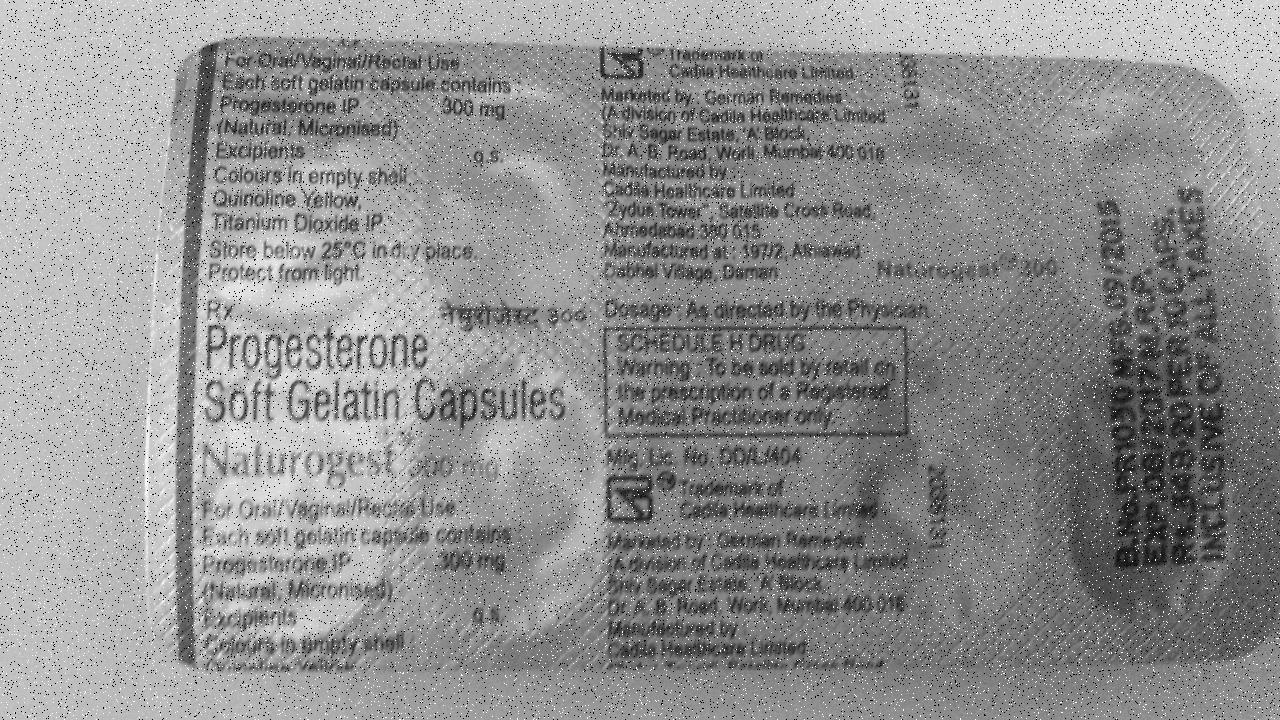 For Oral/Vaginal/Rectal Use
Each soft gelatin capsule contains :
Progesterone IP 300 mg
(Natural, Micronised)
Excipients q.s.
Colours in empty shell
Quinoline Yellow,
Titanium Dioxide IP
Store below 25°C in dry place.
Protect from light.
Rx
नेचुरोजेस्ट ३००
Progesterone
Soft Gelatin Capsules
Naturogest 300 mg
For Oral/Vaginal/Rectal Use
Each soft gelatin capsule contains :
Progesterone IP 300 mg
(Natural, Micronised)
Excipients q.s.
Colours in empty shell
Quinoline Yellow
® Trademark of
Cadila Healthcare Limited
Marketed by : German Remedies
(A division of Cadila Healthcare Limited
Shiv Sagar Estate, 'A' Block,
Dr. A. B. Road, Worli, Mumbai 400 018
Manufactured by :
Cadila Healthcare Limited
'Zydus Tower', Satellite Cross Road,
Ahmedabad 380 015.
Manufactured at : 197/2, Athiawad
Dabhel Village, Daman
Dosage : As directed by the Physician
SCHEDULE H DRUG
Warning : To be sold by retail on
the prescription of a Registered
Medical Practitioner only.
Mfg. Lic. No. DD/L/404
® Trademark of
Cadila Healthcare Limited
Marketed by : German Remedies
(A division of Cadila Healthcare Limited
Shiv Sagar Estate, 'A' Block,
Dr. A. B. Road, Worli, Mumbai 400 018
Manufactured by :
Cadila Healthcare Limited
Naturogest® 300
B.No.PR1030 MFG.09/2015
EXP.08/2017 M.R.P.
RS.348.20 PER 10 CAPS.
INCLUSIVE OF ALL TAXES